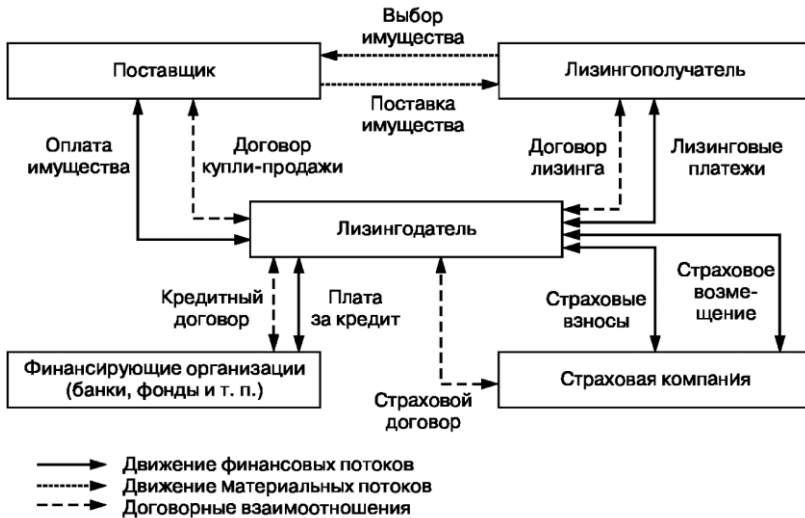 Выбор
имущества
Поставщик
Лизингополучатель
Поставка
имущества
Оплата
имущества
Договор
купли-продажи
Договор
лизинга
Лизинговые
платежи
Лизингодатель
Кредитный
договор
Плата
за кредит
Страховые
взносы
Страховое
возме-
щение
Финансирующие организации
(банки, фонды и т. п.)
Страховой
договор
Страховая компания
Движение финансовых потоков
Движение материальных потоков
Договорные взаимоотношения